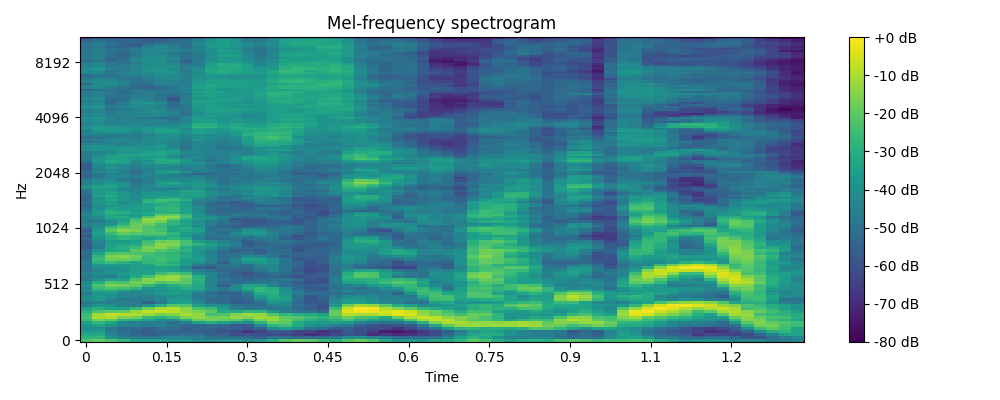 Mel-frequency spectrogram
Hz
8192
4096
2048
1024
512
0
0 0.15 0.3 0.45 0.6 0.75 0.9 1.1 1.2
Time
+0 dB
-10 dB
-20 dB
-30 dB
-40 dB
-50 dB
-60 dB
-70 dB
-80 dB